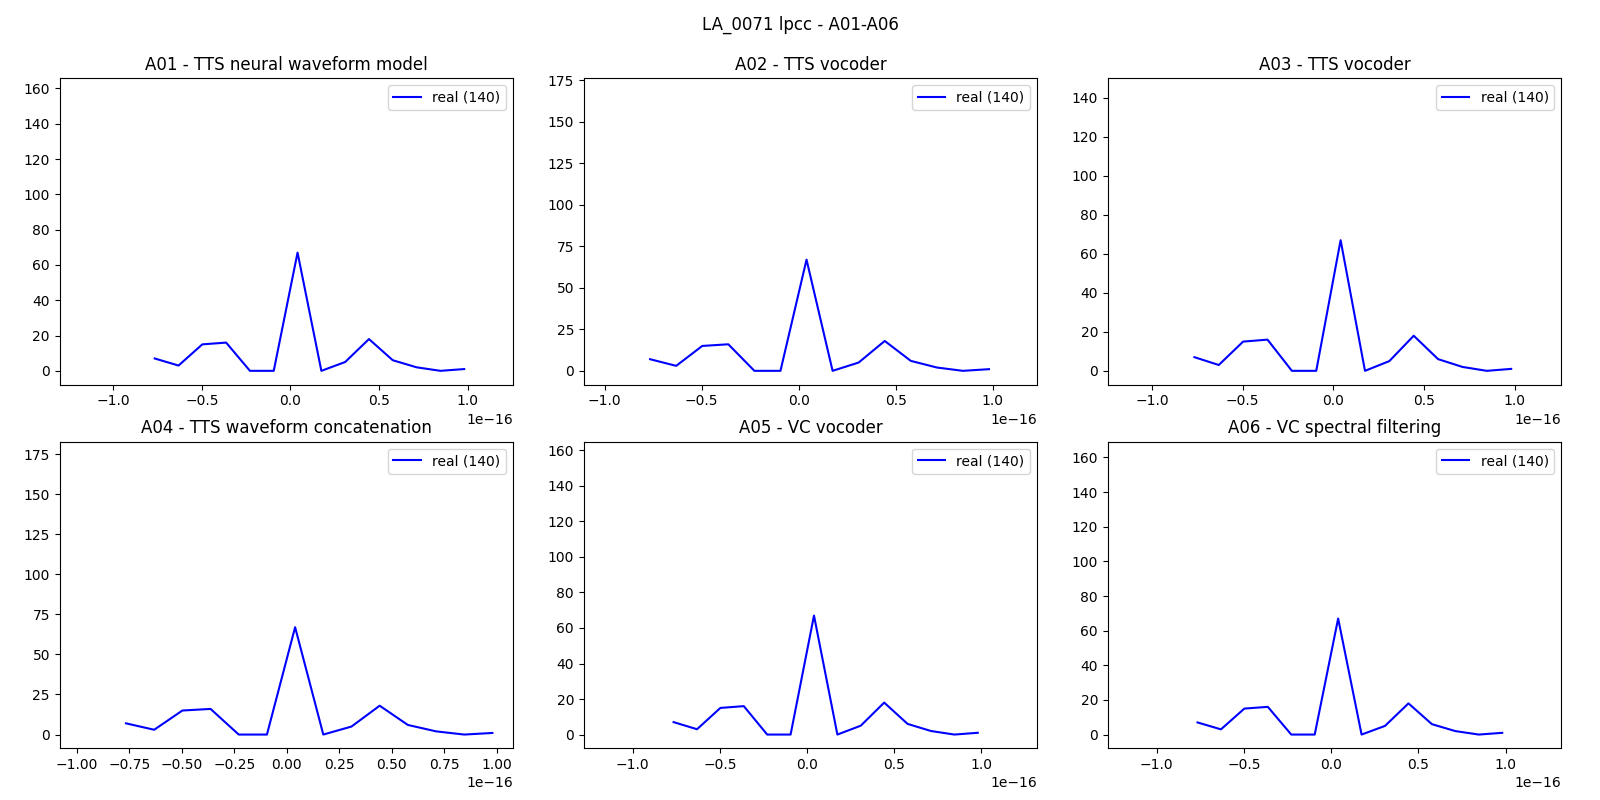 LA_0071 lpcc - A01-A06
A01 - TTS neural waveform model
160
140
120
100
80
60
40
20
0
real (140)
−1.0 −0.5 0.0 0.5 1.0
1e−16
A02 - TTS vocoder
175
150
125
100
75
50
25
0
real (140)
−1.0 −0.5 0.0 0.5 1.0
1e−16
A03 - TTS vocoder
140
120
100
80
60
40
20
0
real (140)
−1.0 −0.5 0.0 0.5 1.0
1e−16
A04 - TTS waveform concatenation
175
150
125
100
75
50
25
0
real (140)
−1.00 −0.75 −0.50 −0.25 0.00 0.25 0.50 0.75 1.00
1e−16
A05 - VC vocoder
160
140
120
100
80
60
40
20
0
real (140)
−1.0 −0.5 0.0 0.5 1.0
1e−16
A06 - VC spectral filtering
160
140
120
100
80
60
40
20
0
real (140)
−1.0 −0.5 0.0 0.5 1.0
1e−16